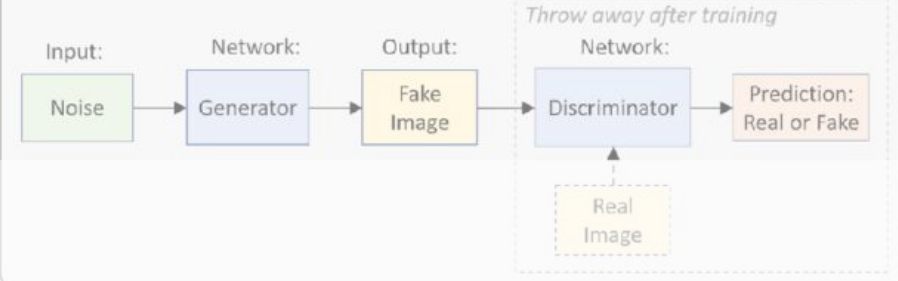 Throw away after training
Input:
Network:
Output:
Network:
Noise
Generator
Fake
Image
Discriminator
Prediction:
Real or Fake
Real
Image